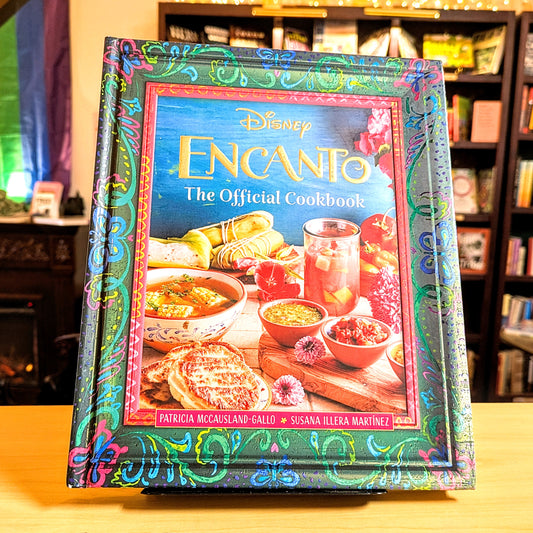 Disney
ENCANTO
The Official Cookbook
PATRICIA MCCAUSLAND-GALLO ★ SUSANA ILLERA MARTÍNEZ